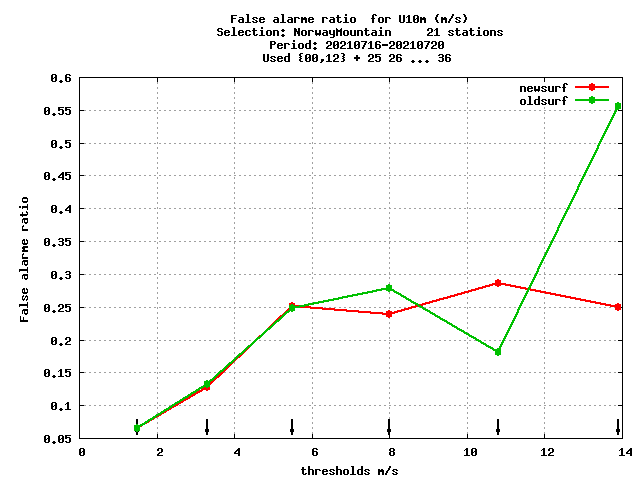 False alarme ratio  for U10m (m/s)
Selection: NorwayMountain     21 stations
Period: 20210716-20210720
Used {00,12} + 25 26 ... 36
newsurf
oldsurf
0.6
0.55
0.5
0.45
0.4
0.35
0.3
0.25
0.2
0.15
0.1
0.05
False alarme ratio
0 2 4 6 8 10 12 14
thresholds m/s